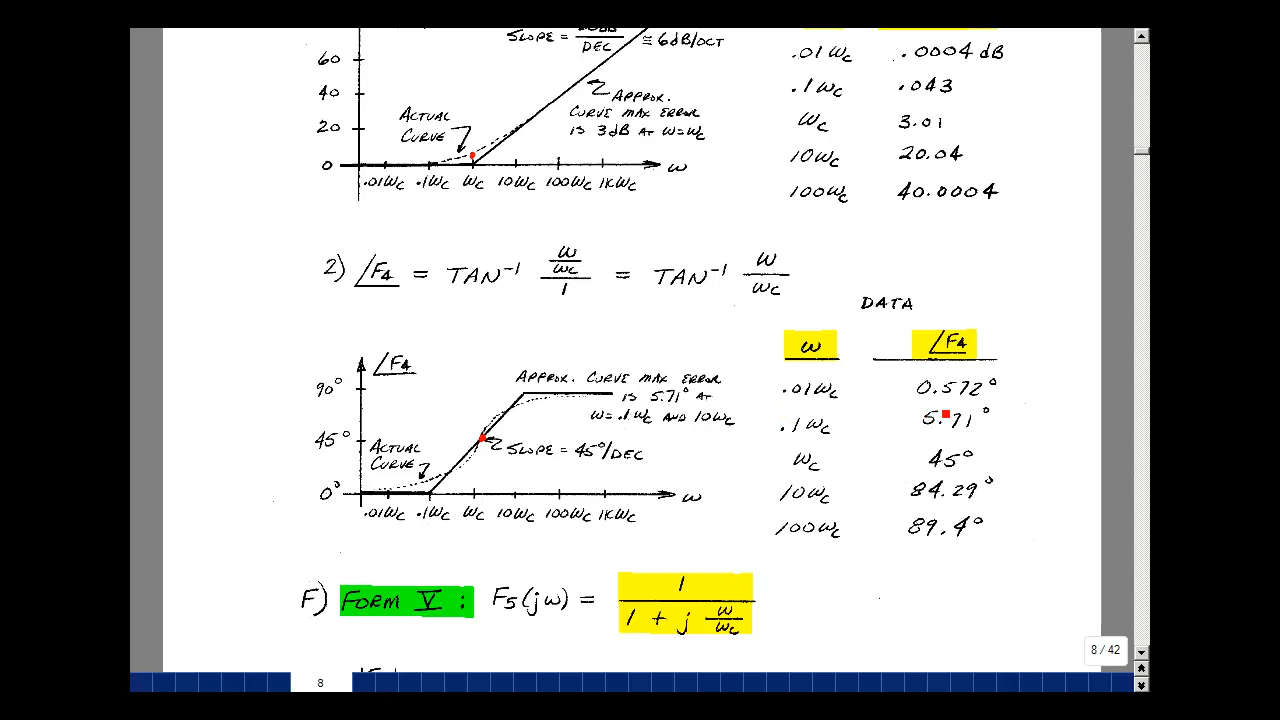 SLOPE = 20dB/DEC ≅ 6dB/OCT
60
40
20
0
ACTUAL
CURVE
APPROX.
CURVE MAX ERROR
IS 3dB AT ω=ωc
.01ωc .1ωc ωc 10ωc 100ωc 1Kωc
ω
.01ωc .0004 dB
.1ωc .043
ωc 3.01
10ωc 20.04
100ωc 40.0004
2) ∠F4 = TAN⁻¹ (ω/ωc)/1 = TAN⁻¹ ω/ωc
DATA
ω ∠F4
.01ωc 0.572°
.1ωc 5.71°
ωc 45°
10ωc 84.29°
100ωc 89.4°
∠F4
90°
45°
0°
APPROX. CURVE MAX ERROR
IS 5.71° AT
ω=.1ωc AND 10ωc
SLOPE = 45°/DEC
ACTUAL
CURVE
.01ωc .1ωc ωc 10ωc 100ωc 1Kωc
ω
F) FORM V : F5(jω) = 1/(1 + j ω/ωc)
8 / 42
8